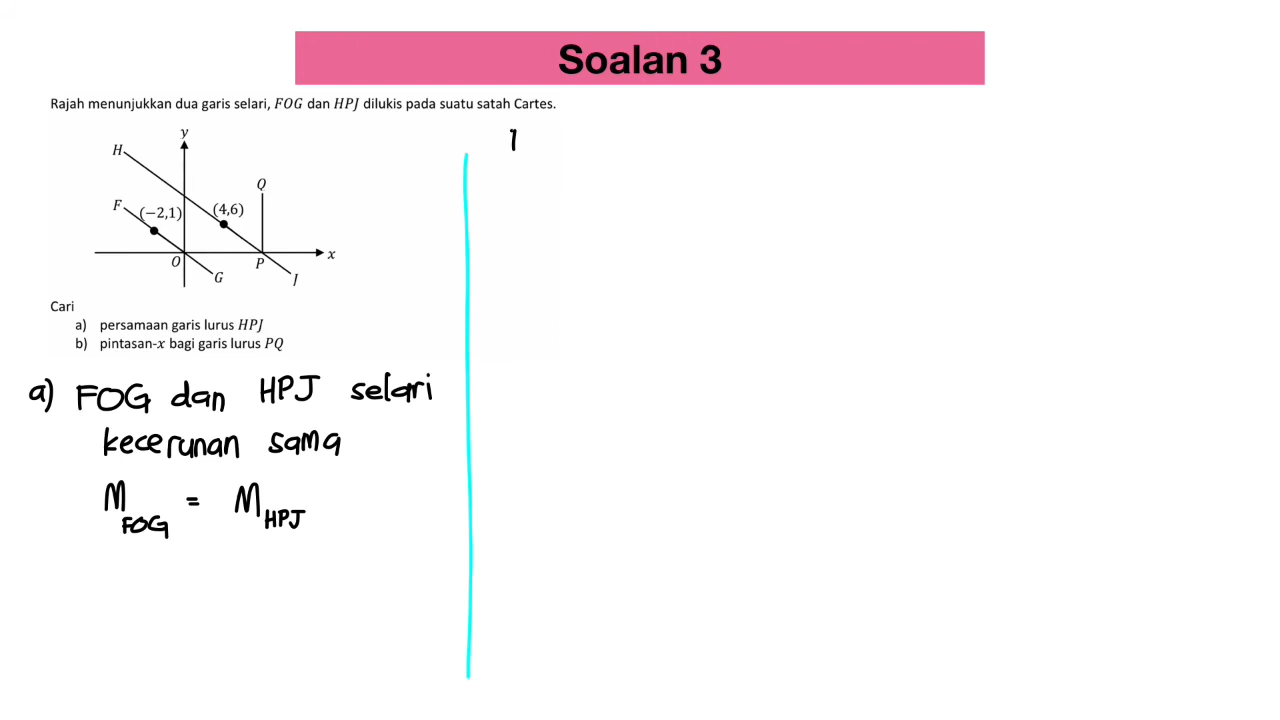 Soalan 3
Rajah menunjukkan dua garis selari, FOG dan HPJ dilukis pada suatu satah Cartes.
y
H
Q
F
(−2,1)
(4,6)
O
P
x
G
J
Cari
a) persamaan garis lurus HPJ
b) pintasan-x bagi garis lurus PQ
a) FOG dan HPJ selari
kecerunan sama
M FOG = M HPJ